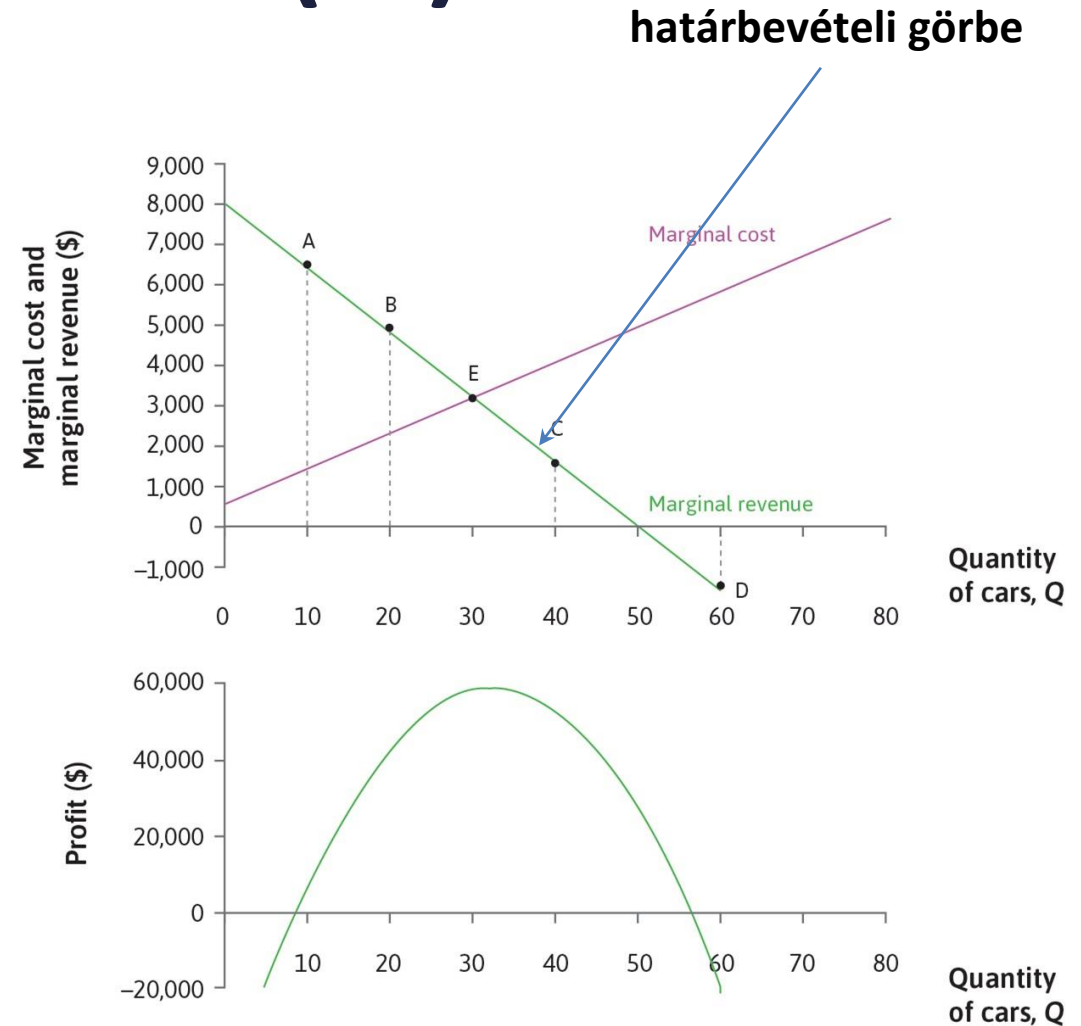 határbevételi görbe
Marginal cost and
marginal revenue ($)
9,000
8,000
7,000
6,000
5,000
4,000
3,000
2,000
1,000
0
–1,000
A
B
E
C
D
Marginal cost
Marginal revenue
0 10 20 30 40 50 60 70 80
Quantity
of cars, Q
Profit ($)
60,000
40,000
20,000
0
–20,000
10 20 30 40 50 60 70 80
Quantity
of cars, Q